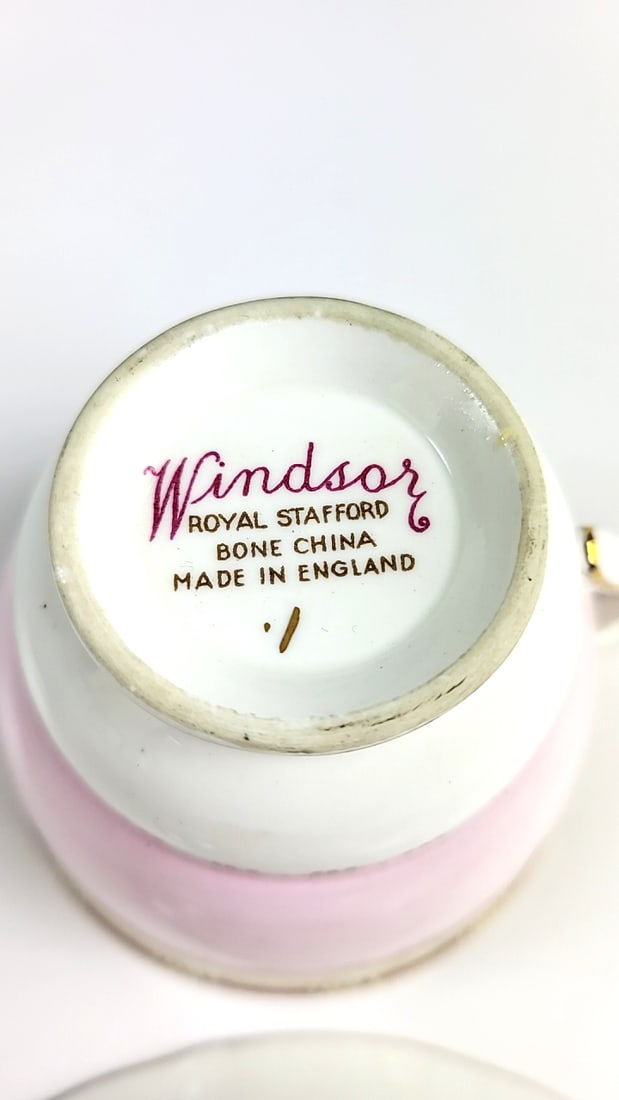 Windsor
ROYAL STAFFORD
BONE CHINA
MADE IN ENGLAND